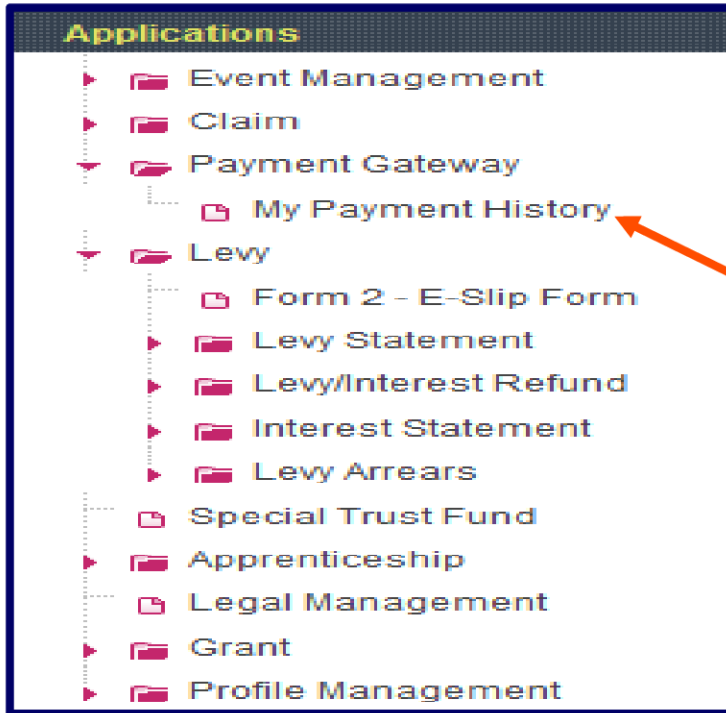 Applications
Event Management
Claim
Payment Gateway
My Payment History
Levy
Form 2 - E-Slip Form
Levy Statement
Levy/Interest Refund
Interest Statement
Levy Arrears
Special Trust Fund
Apprenticeship
Legal Management
Grant
Profile Management